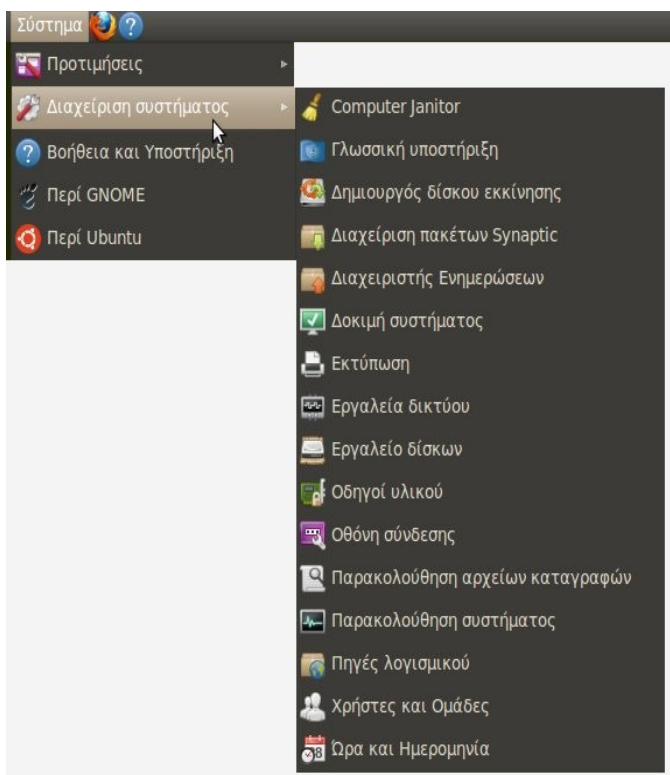 Σύστημα
Προτιμήσεις
Διαχείριση συστήματος
Βοήθεια και Υποστήριξη
Περί GNOME
Περί Ubuntu
Computer Janitor
Γλωσσική υποστήριξη
Δημιουργός δίσκου εκκίνησης
Διαχείριση πακέτων Synaptic
Διαχειριστής Ενημερώσεων
Δοκιμή συστήματος
Εκτύπωση
Εργαλεία δικτύου
Εργαλείο δίσκων
Οδηγοί υλικού
Οθόνη σύνδεσης
Παρακολούθηση αρχείων καταγραφών
Παρακολούθηση συστήματος
Πηγές λογισμικού
Χρήστες και Ομάδες
Ώρα και Ημερομηνία